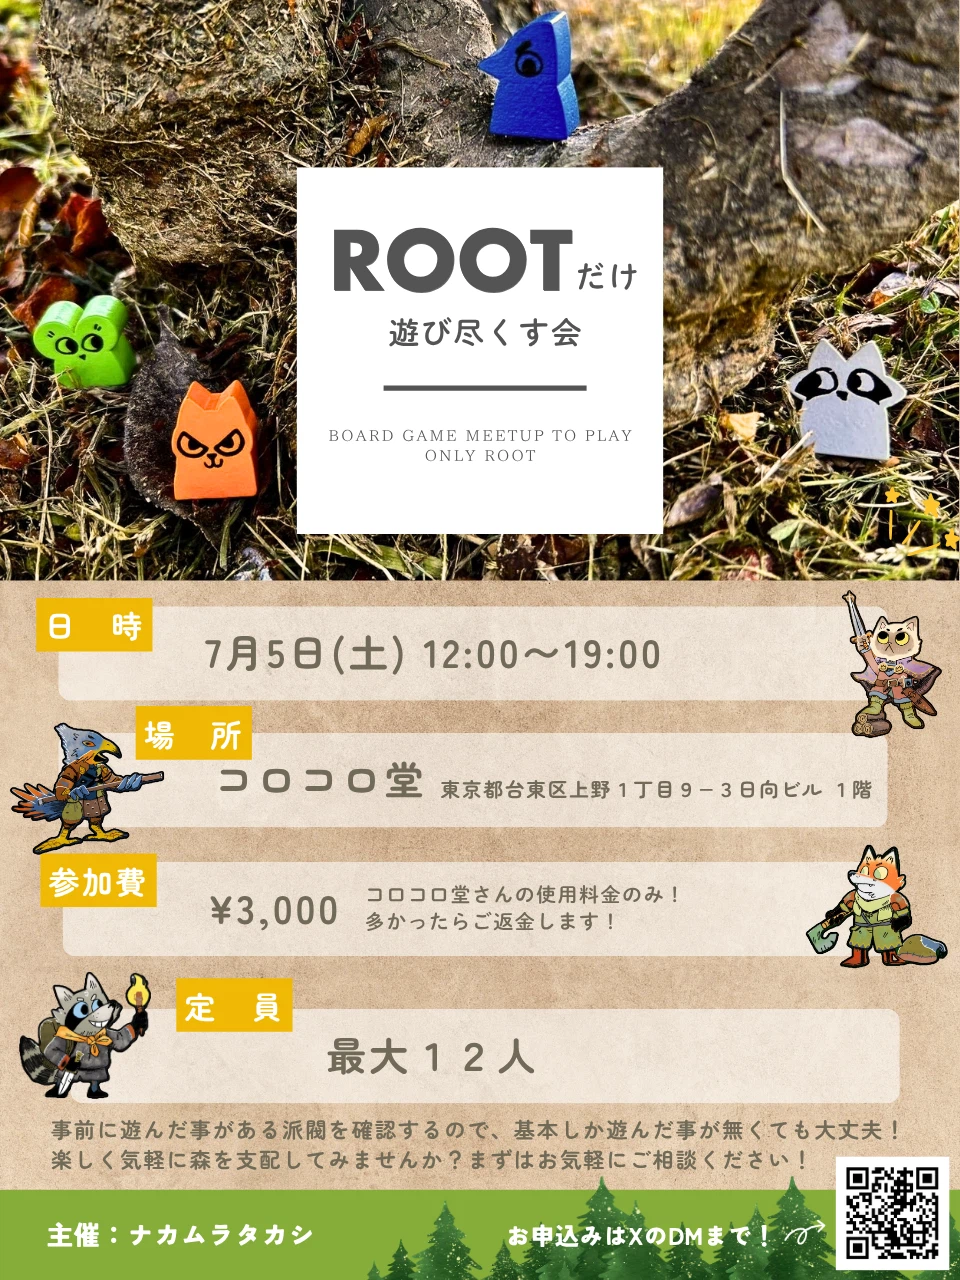 ROOTだけ
遊び尽くす会
BOARD GAME MEETUP TO PLAY
ONLY ROOT
日 時
7月5日(土) 12:00〜19:00
場 所
コロコロ堂 東京都台東区上野１丁目９−３日向ビル １階
参加費
¥3,000
コロコロ堂さんの使用料金のみ！
多かったらご返金します！
定 員
最大１２人
事前に遊んだ事がある派閥を確認するので、基本しか遊んだ事が無くても大丈夫！
楽しく気軽に森を支配してみませんか？まずはお気軽にご相談ください！
主催：ナカムラタカシ
お申込みはXのDMまで！